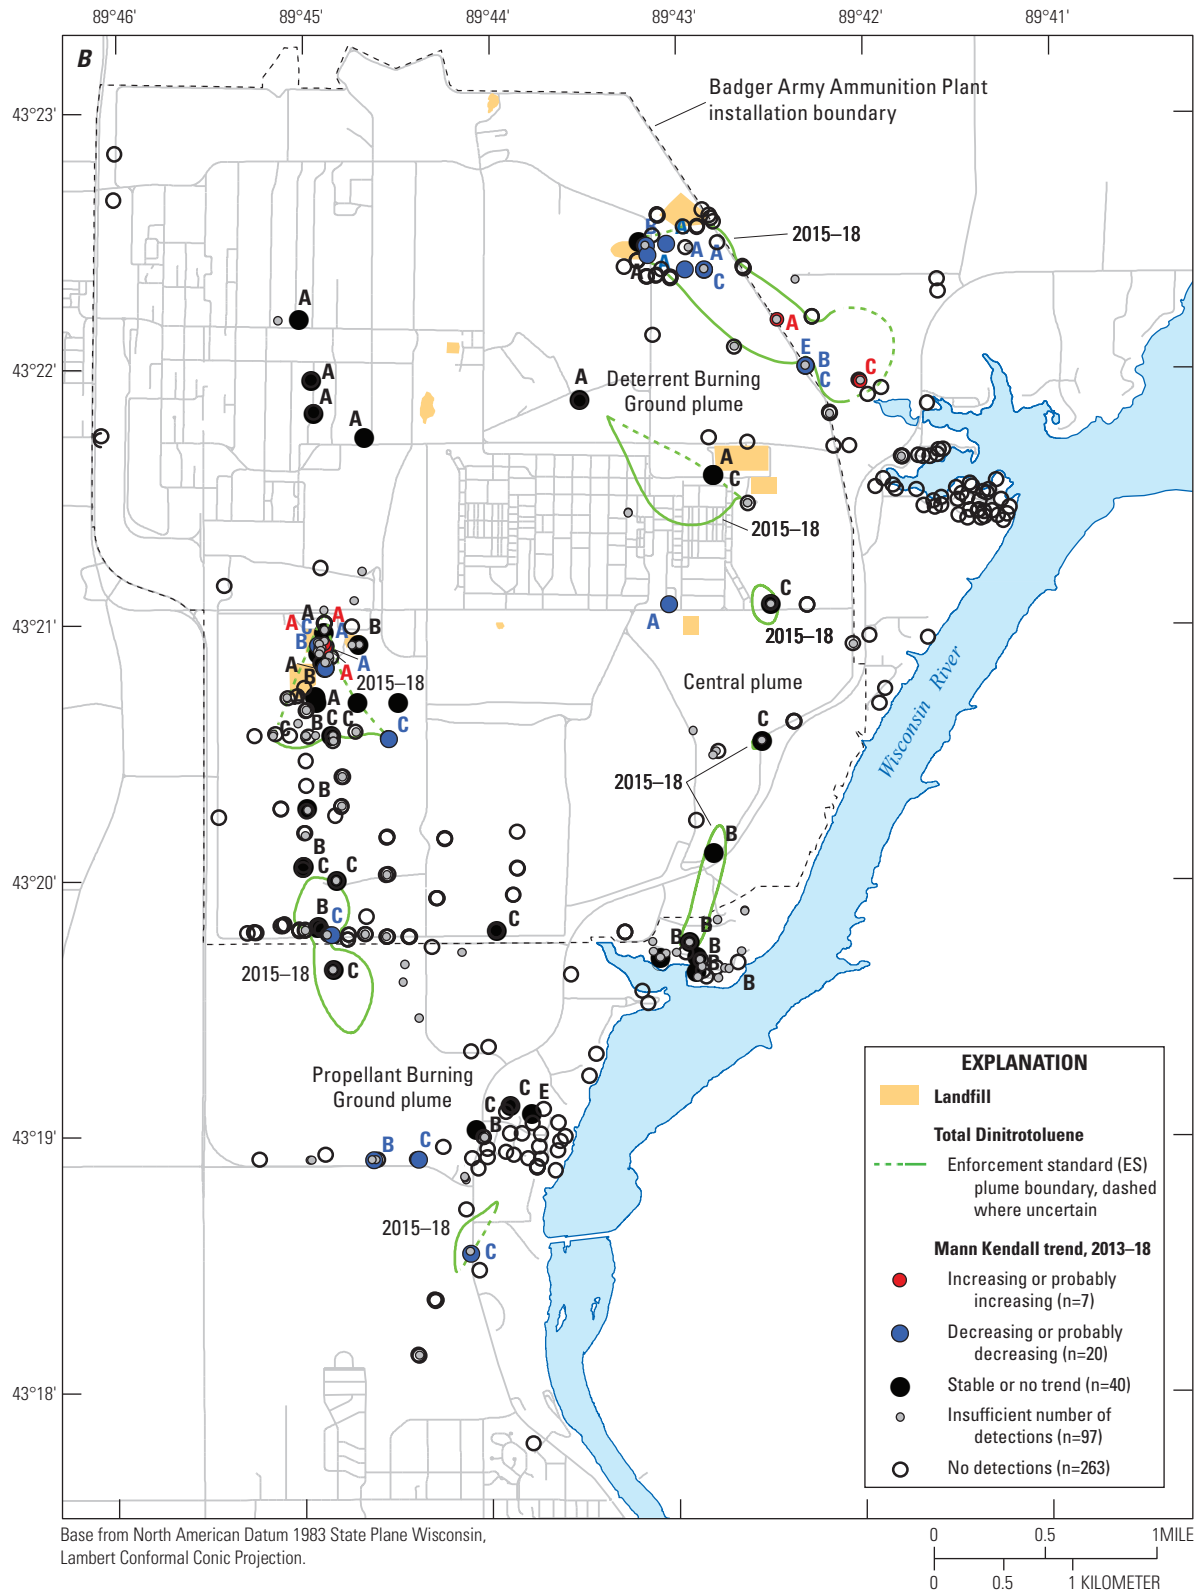 89°46' 89°45' 89°44' 89°43' 89°42' 89°41'
B
43°23'
Badger Army Ammunition Plant
installation boundary
2015–18
B A
A A
A A
C
A
A
E
B
C
C
43°22'
A
A
A
A
Deterrent Burning
Ground plume
A
C
2015–18
C
2015–18
A
43°21'
A A A
C A B
B
A A
A
B
2015–18
A A
C B C C
C
Central plume
C
2015–18
B
Wisconsin River
B
B
C C
43°20'
B
C
C
2015–18
C
B
B
B
B
B
Propellant Burning
Ground plume
C E
C
B
43°19'
B C
2015–18
C
43°18'
EXPLANATION
Landfill
Total Dinitrotoluene
Enforcement standard (ES)
plume boundary, dashed
where uncertain
Mann Kendall trend, 2013–18
Increasing or probably
increasing (n=7)
Decreasing or probably
decreasing (n=20)
Stable or no trend (n=40)
Insufficient number of
detections (n=97)
No detections (n=263)
Base from North American Datum 1983 State Plane Wisconsin,
Lambert Conformal Conic Projection.
0 0.5 1 MILE
0 0.5 1 KILOMETER